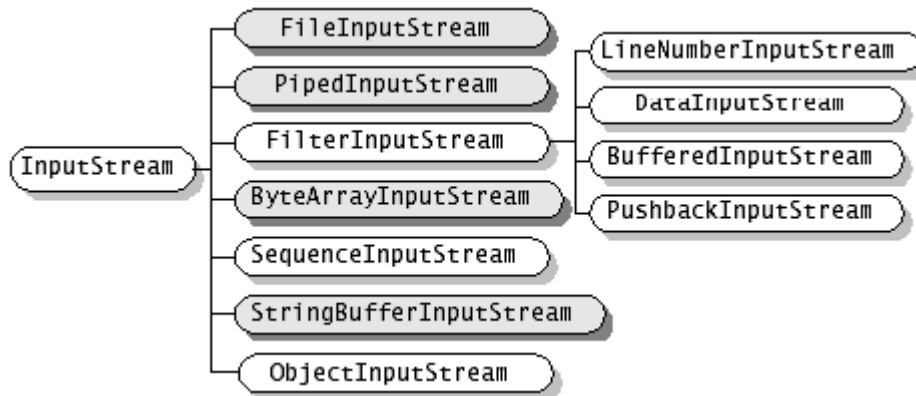 InputStream
FileInputStream
PipedInputStream
FilterInputStream
ByteArrayInputStream
SequenceInputStream
StringBufferInputStream
ObjectInputStream
LineNumberInputStream
DataInputStream
BufferedInputStream
PushbackInputStream